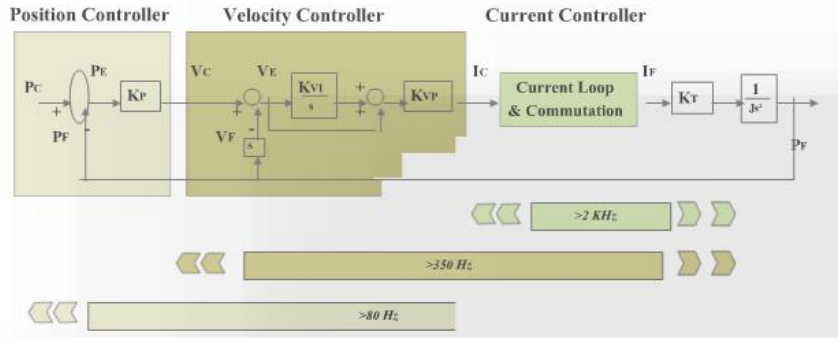 Position Controller
Velocity Controller
Current Controller
PC
PE
KP
VC
VE
KVI
s
KVP
IC
Current Loop
& Commutation
IF
KT
1
Js²
+
-
+
-
+
+
PF
VF
s
PF
>2 KHz
>350 Hz
>80 Hz